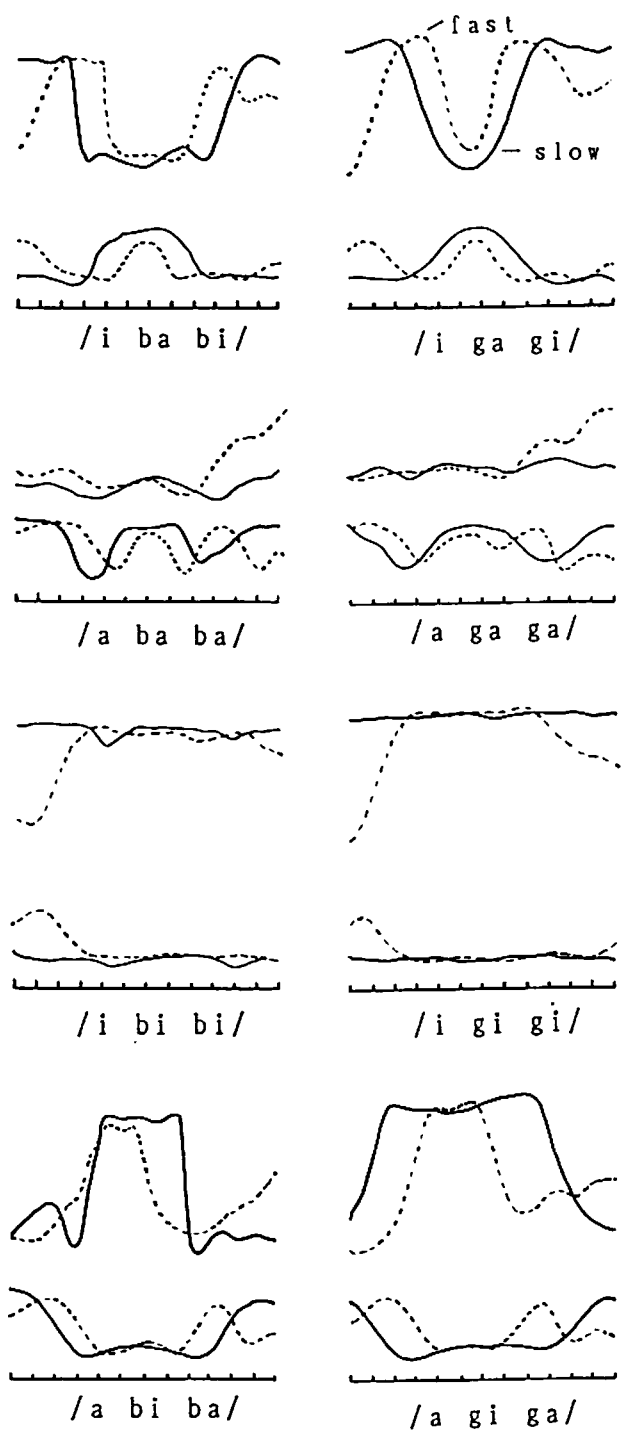 fast
slow
/i ba bi/
/i ga gi/
/a ba ba/
/a ga ga/
/i bi bi/
/i gi gi/
/a bi ba/
/a gi ga/